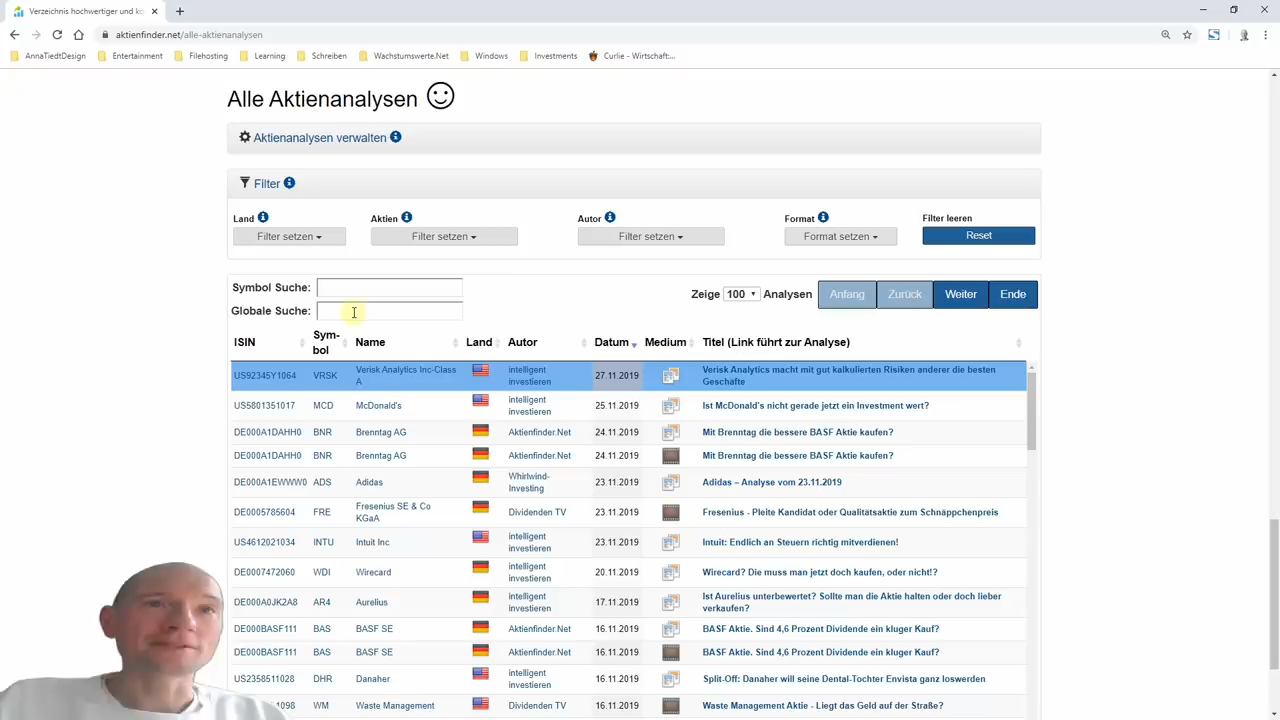 Verzeichnis hochwertiger und ko
aktienfinder.net/alle-aktienanalysen
AnnaTiedtDesign Entertainment Filehosting Learning Schreiben Wachstumswerte.Net Windows Investments Curlie - Wirtschaft:...
Alle Aktienanalysen
Aktienanalysen verwalten
Filter
Land Aktien Autor Format Filter leeren
Filter setzen Filter setzen Filter setzen Format setzen Reset
Symbol Suche:
Zeige 100 Analysen Anfang Zurück Weiter Ende
Globale Suche:
ISIN Sym-bol Name Land Autor Datum Medium Titel (Link führt zur Analyse)
US92345Y1064 VRSK Verisk Analytics Inc-Class A intelligent investieren 27.11.2019 Verisk Analytics macht mit gut kalkulierten Risiken anderer die besten Geschäfte
US5801351017 MCD McDonald's intelligent investieren 25.11.2019 Ist McDonald's nicht gerade jetzt ein Investment wert?
DE000A1DAHH0 BNR Brenntag AG Aktienfinder.Net 24.11.2019 Mit Brenntag die bessere BASF Aktie kaufen?
DE000A1DAHH0 BNR Brenntag AG Aktienfinder.Net 24.11.2019 Mit Brenntag die bessere BASF Aktie kaufen?
DE000A1EWWW0 ADS Adidas Whirlwind-Investing 23.11.2019 Adidas – Analyse vom 23.11.2019
DE0005785604 FRE Fresenius SE & Co KGaA Dividenden TV 23.11.2019 Fresenius - Pleite Kandidat oder Qualitätsaktie zum Schnäppchenpreis
US4612021034 INTU Intuit Inc intelligent investieren 23.11.2019 Intuit: Endlich an Steuern richtig mitverdienen!
DE0007472060 WDI Wirecard intelligent investieren 20.11.2019 Wirecard? Die muss man jetzt doch kaufen, oder nicht!?
DE000A0JK2A8 AR4 Aurelius intelligent investieren 17.11.2019 Ist Aurelius unterbewertet? Sollte man die Aktie halten oder doch lieber verkaufen?
DE000BASF111 BAS BASF SE Aktienfinder.Net 16.11.2019 BASF Aktie. Sind 4,6 Prozent Dividende ein kluger Kauf?
DE000BASF111 BAS BASF SE Aktienfinder.Net 16.11.2019 BASF Aktie. Sind 4,6 Prozent Dividende ein kluger Kauf?
US2358511028 DHR Danaher intelligent investieren 16.11.2019 Split-Off: Danaher will seine Dental-Tochter Envista ganz loswerden
1098 WM Waste Management Dividenden TV 16.11.2019 Waste Management Aktie - Liegt das Geld auf der Straße?